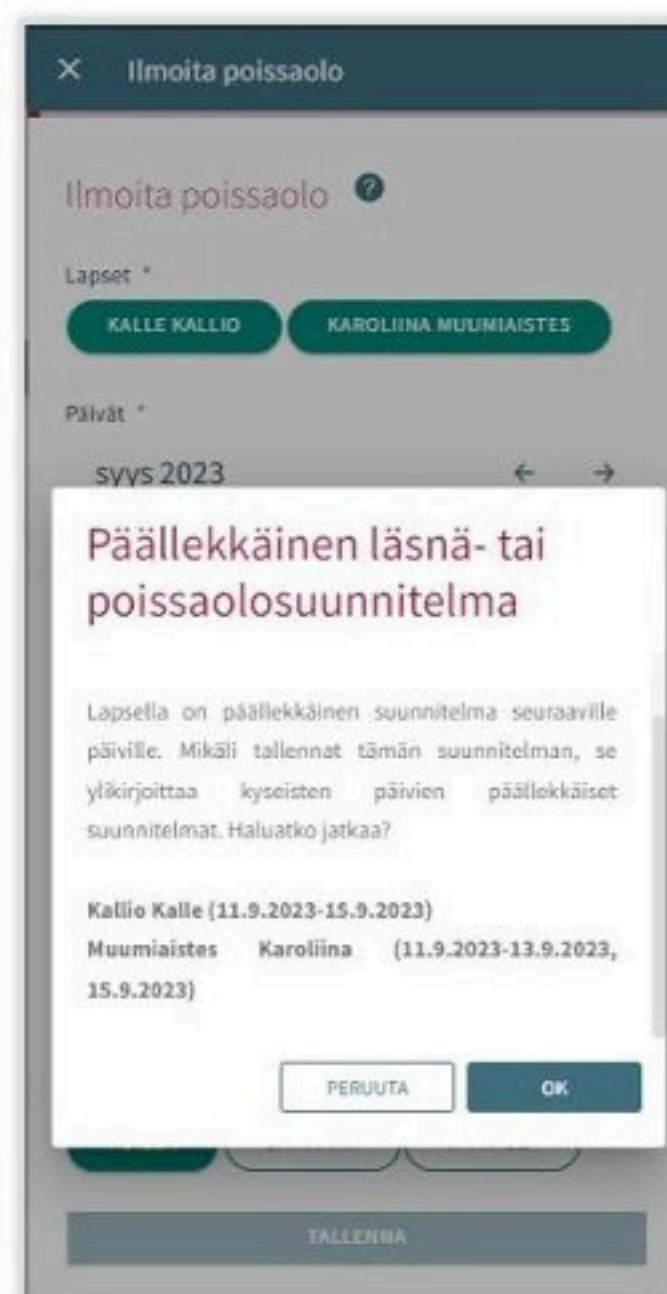 Ilmoita poissaolo
Ilmoita poissaolo ?
Lapset *
KALLE KALLIO KAROLIINA MUUMIAISTES
Päivät *
syys 2023
Päällekkäinen läsnä- tai
poissaolosuunnitelma
Lapsella on päällekkäinen suunnitelma seuraaville
päiville. Mikäli tallennat tämän suunnitelman, se
ylikirjoittaa kyseisten päivien päällekkäiset
suunnitelmat. Haluatko jatkaa?
Kallio Kalle (11.9.2023-15.9.2023)
Muumiaistes Karoliina (11.9.2023-13.9.2023,
15.9.2023)
PERUUTA OK
TALLENNA